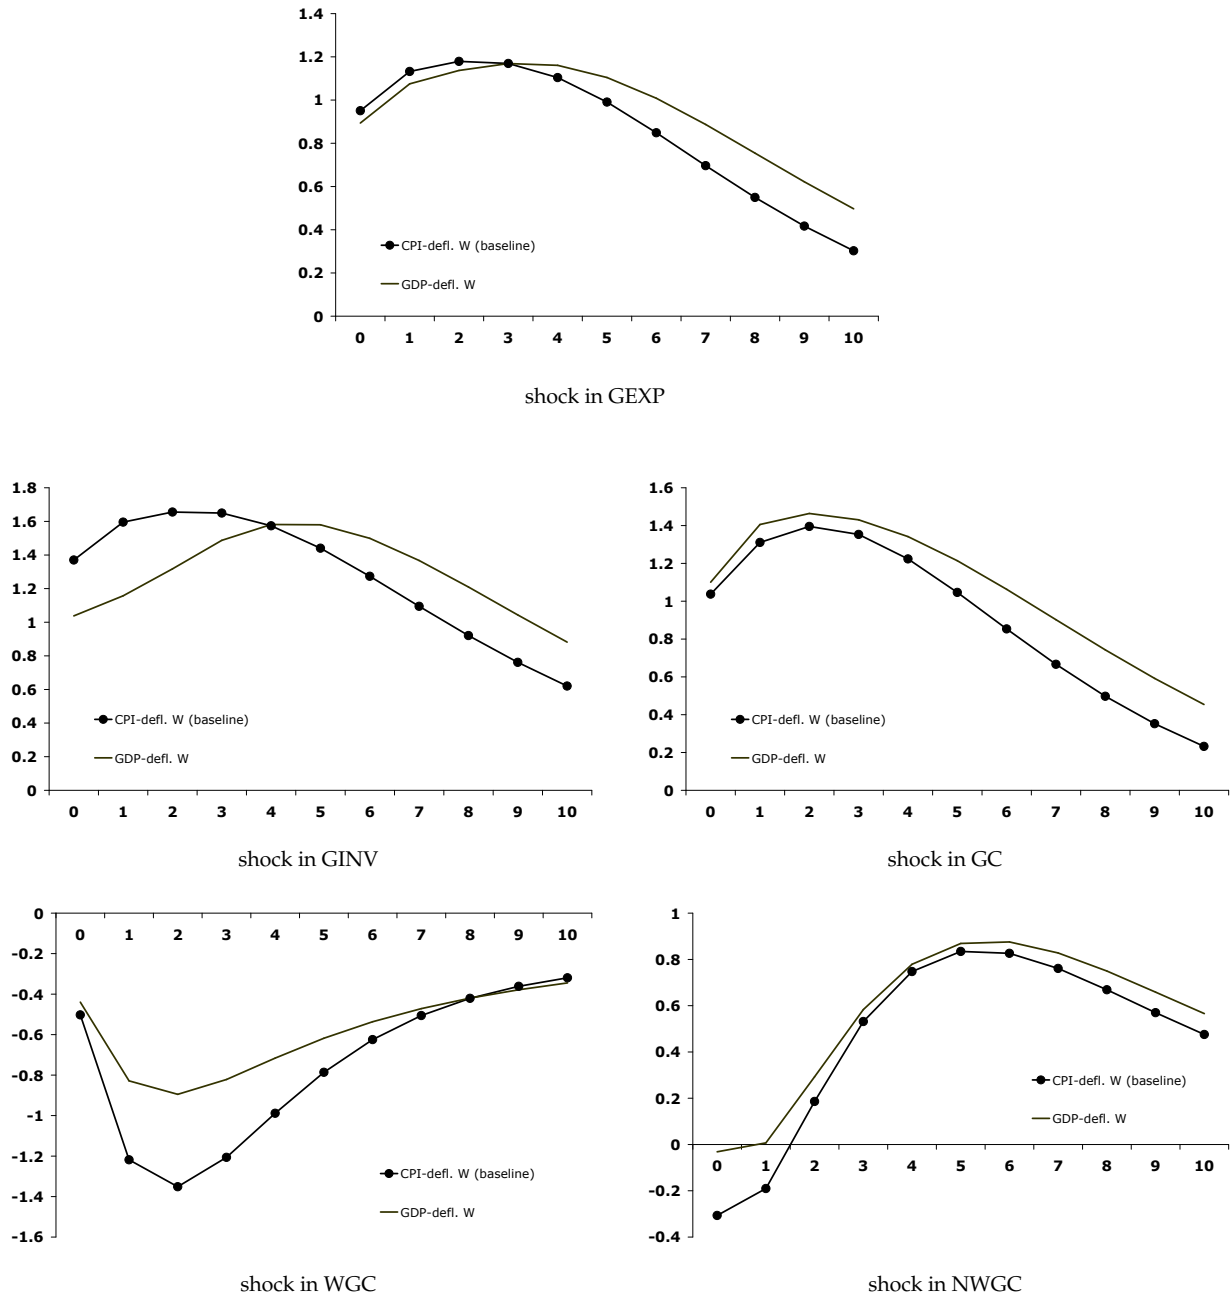 1.4
1.2
1
0.8
0.6
0.4
0.2
0
0 1 2 3 4 5 6 7 8 9 10
CPI-defl. W (baseline)
GDP-defl. W
shock in GEXP
1.8
1.6
1.4
1.2
1
0.8
0.6
0.4
0.2
0
0 1 2 3 4 5 6 7 8 9 10
CPI-defl. W (baseline)
GDP-defl. W
shock in GINV
1.6
1.4
1.2
1
0.8
0.6
0.4
0.2
0
0 1 2 3 4 5 6 7 8 9 10
CPI-defl. W (baseline)
GDP-defl. W
shock in GC
0
-0.2
-0.4
-0.6
-0.8
-1
-1.2
-1.4
-1.6
0 1 2 3 4 5 6 7 8 9 10
CPI-defl. W (baseline)
GDP-defl. W
shock in WGC
1
0.8
0.6
0.4
0.2
0
-0.2
-0.4
0 1 2 3 4 5 6 7 8 9 10
CPI-defl. W (baseline)
GDP-defl. W
shock in NWGC